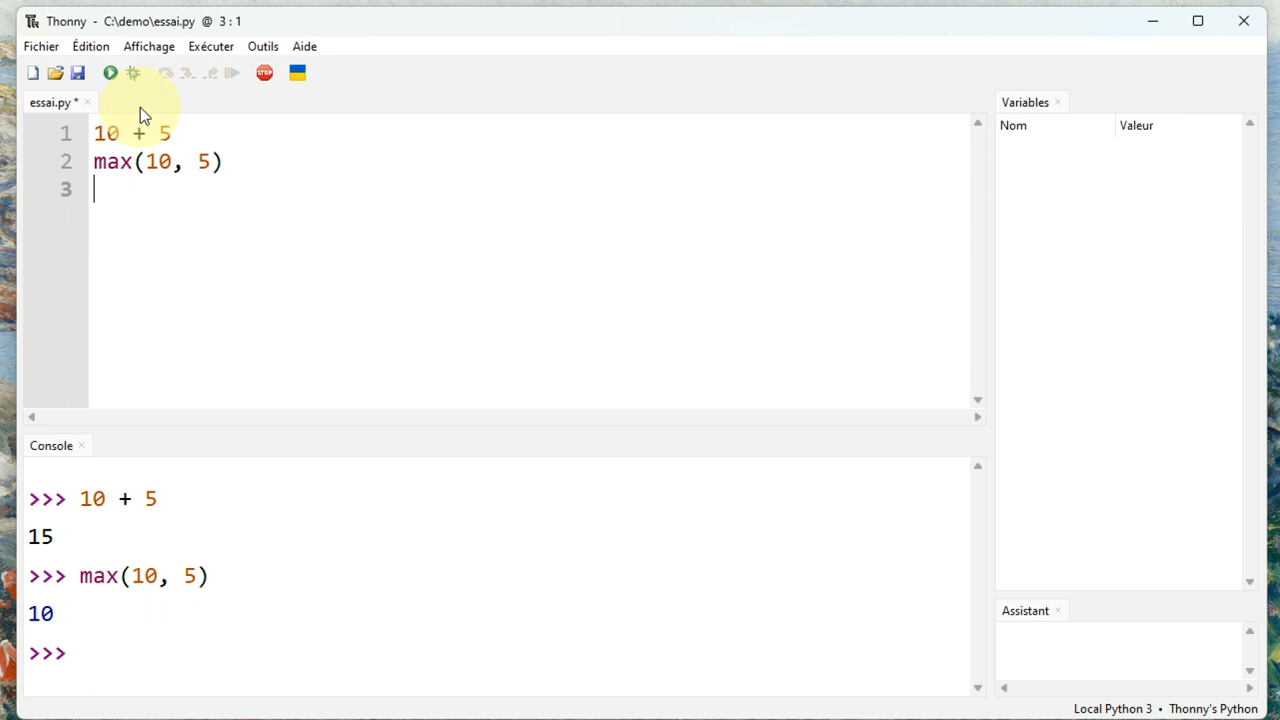 Thonny - C:\demo\essai.py @ 3:1
Fichier Édition Affichage Exécuter Outils Aide
STOP
essai.py *
1 10 + 5
2 max(10, 5)
3
Variables
Nom Valeur
Console
>>> 10 + 5
15
>>> max(10, 5)
10
>>>
Assistant
Local Python 3 • Thonny's Python